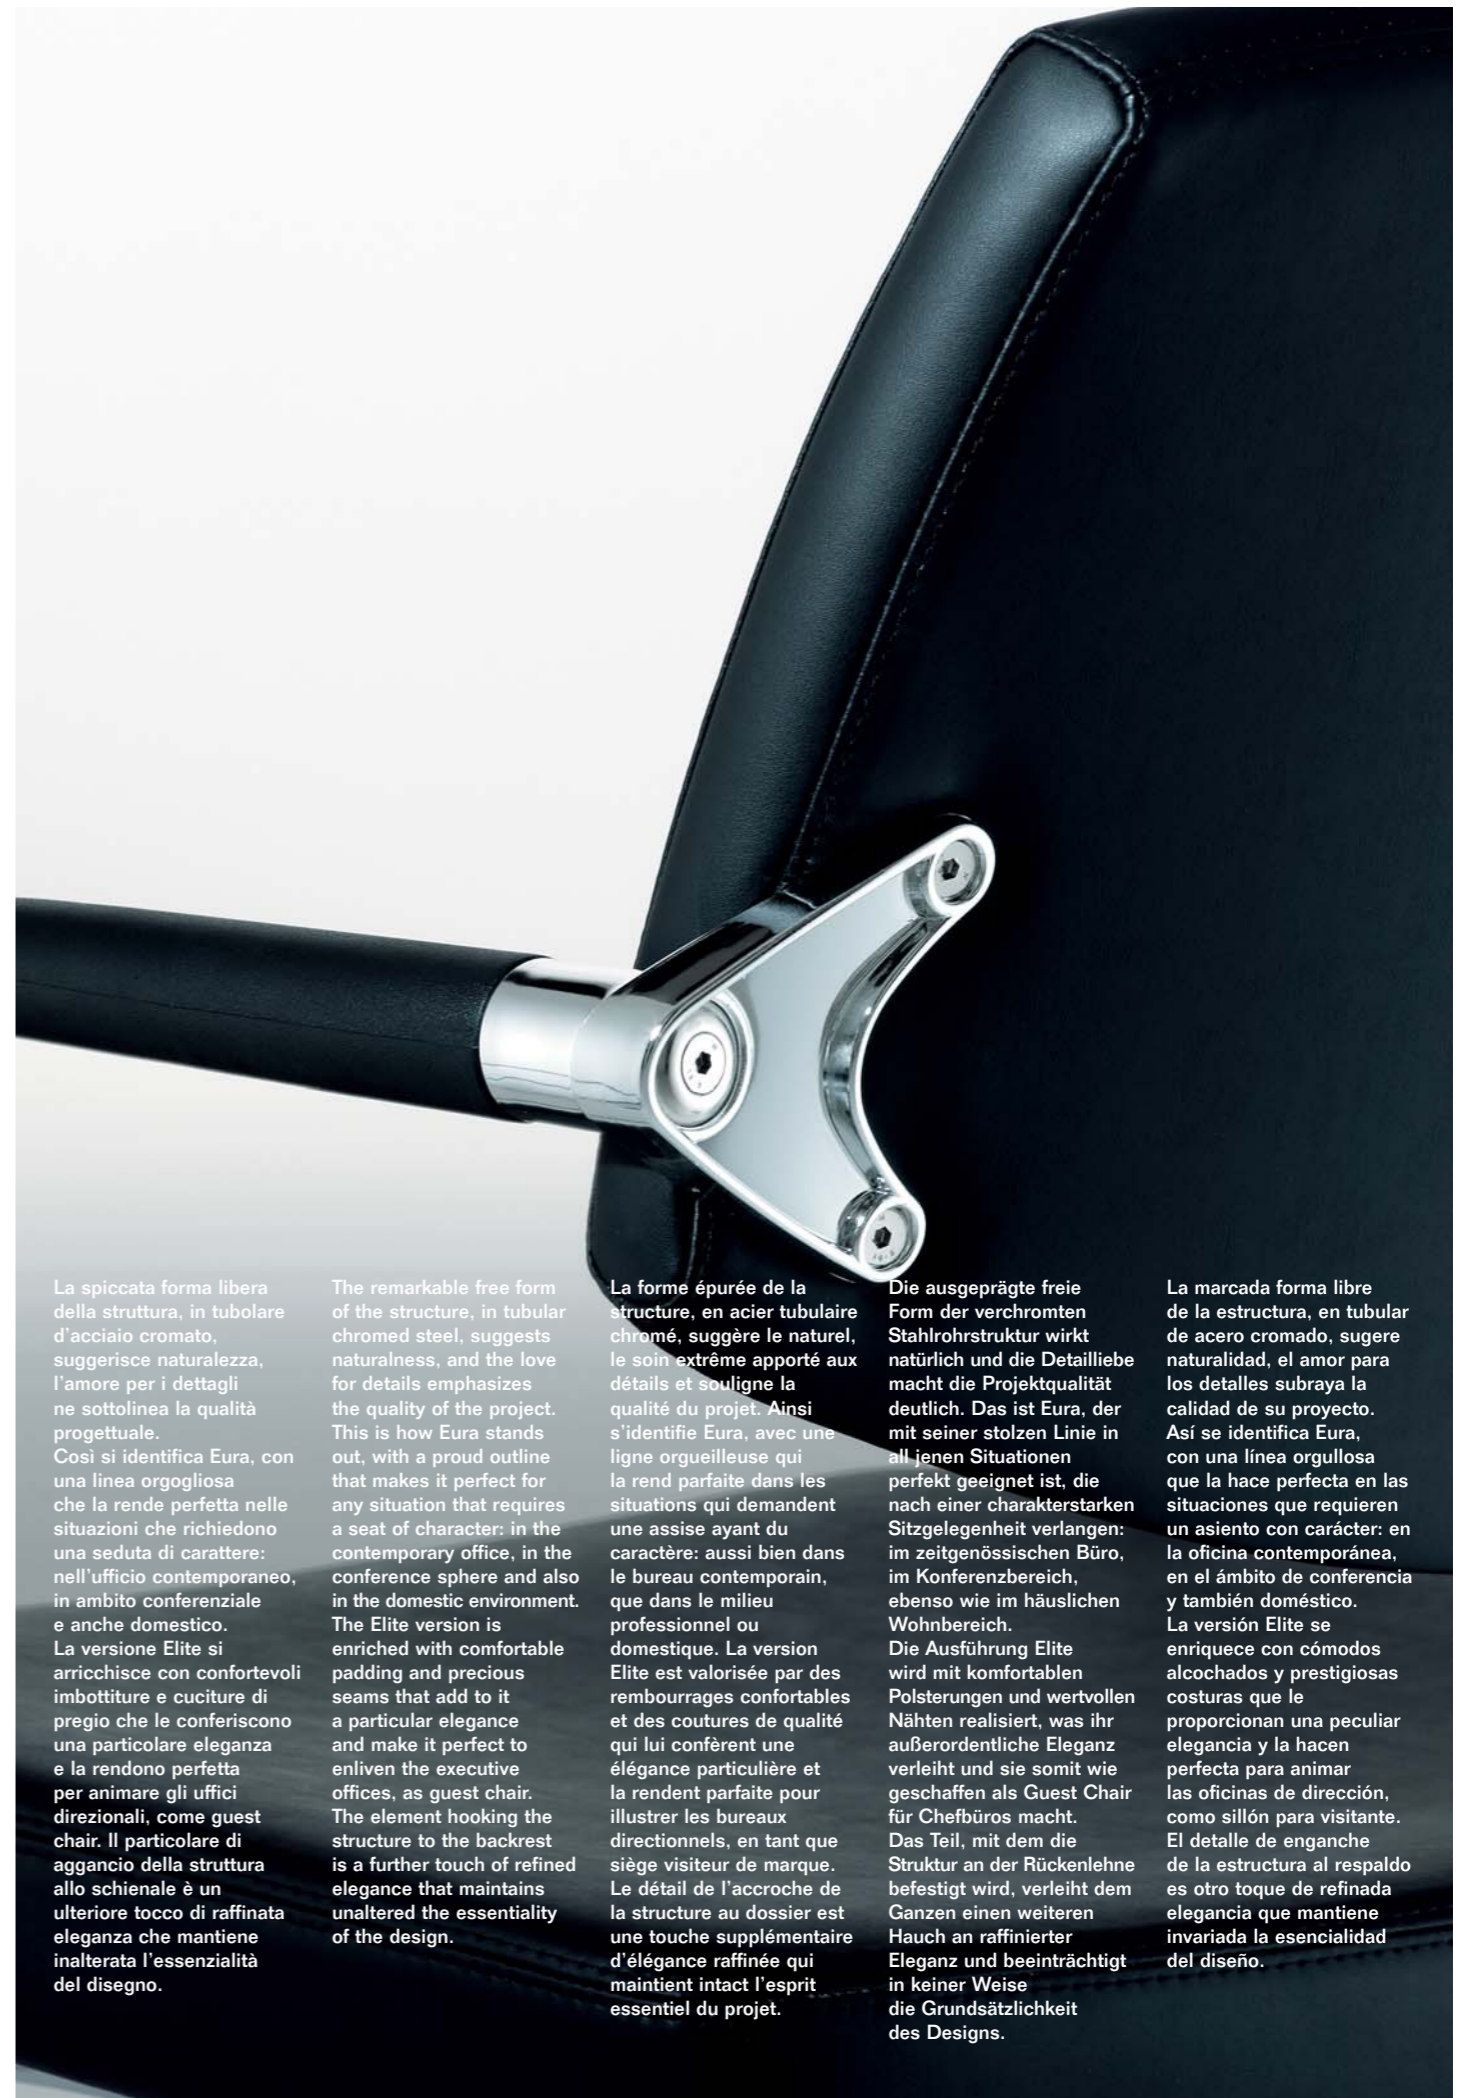 La spiccata forma libera
della struttura, in tubolare
d'acciaio cromato,
suggerisce naturalezza,
l'amore per i dettagli
ne sottolinea la qualità
progettuale.
Così si identifica Eura, con
una linea orgogliosa
che la rende perfetta nelle
situazioni che richiedono
una seduta di carattere:
nell'ufficio contemporaneo,
in ambito conferenziale
e anche domestico.
La versione Elite si
arricchisce con confortevoli
imbottiture e cuciture di
pregio che le conferiscono
una particolare eleganza
e la rendono perfetta
per animare gli uffici
direzionali, come guest
chair. Il particolare di
aggancio della struttura
allo schienale è un
ulteriore tocco di raffinata
eleganza che mantiene
inalterata l'essenzialità
del disegno.
The remarkable free form
of the structure, in tubular
chromed steel, suggests
naturalness, and the love
for details emphasizes
the quality of the project.
This is how Eura stands
out, with a proud outline
that makes it perfect for
any situation that requires
a seat of character: in the
contemporary office, in the
conference sphere and also
in the domestic environment.
The Elite version is
enriched with comfortable
padding and precious
seams that add to it
a particular elegance
and make it perfect to
enliven the executive
offices, as guest chair.
The element hooking the
structure to the backrest
is a further touch of refined
elegance that maintains
unaltered the essentiality
of the design.
La forme épurée de la
structure, en acier tubulaire
chromé, suggère le naturel,
le soin extrême apporté aux
détails et souligne la
qualité du projet. Ainsi
s'identifie Eura, avec une
ligne orgueilleuse qui
la rend parfaite dans les
situations qui demandent
une assise ayant du
caractère: aussi bien dans
le bureau contemporain,
que dans le milieu
professionnel ou
domestique. La version
Elite est valorisée par des
rembourrages confortables
et des coutures de qualité
qui lui confèrent une
élégance particulière et
la rendent parfaite pour
illustrer les bureaux
directionnels, en tant que
siège visiteur de marque.
Le détail de l'accroche de
la structure au dossier est
une touche supplémentaire
d'élégance raffinée qui
maintient intact l'esprit
essentiel du projet.
Die ausgeprägte freie
Form der verchromten
Stahlrohrstruktur wirkt
natürlich und die Detailliebe
macht die Projektqualität
deutlich. Das ist Eura, der
mit seiner stolzen Linie in
all jenen Situationen
perfekt geeignet ist, die
nach einer charakterstarken
Sitzgelegenheit verlangen:
im zeitgenössischen Büro,
im Konferenzbereich,
ebenso wie im häuslichen
Wohnbereich.
Die Ausführung Elite
wird mit komfortablen
Polsterungen und wertvollen
Nähten realisiert, was ihr
außerordentliche Eleganz
verleiht und sie somit wie
geschaffen als Guest Chair
für Chefbüros macht.
Das Teil, mit dem die
Struktur an der Rückenlehne
befestigt wird, verleiht dem
Ganzen einen weiteren
Hauch an raffinierter
Eleganz und beeinträchtigt
in keiner Weise
die Grundsätzlichkeit
des Designs.
La marcada forma libre
de la estructura, en tubular
de acero cromado, sugere
naturalidad, el amor para
los detalles subraya la
calidad de su proyecto.
Así se identifica Eura,
con una línea orgullosa
que la hace perfecta en las
situaciones que requieren
un asiento con carácter: en
la oficina contemporánea,
en el ámbito de conferencia
y también doméstico.
La versión Elite se
enriquece con cómodos
alcochados y prestigiosas
costuras que le
proporcionan una peculiar
elegancia y la hacen
perfecta para animar
las oficinas de dirección,
como sillón para visitante.
El detalle de enganche
de la estructura al respaldo
es otro toque de refinada
elegancia que mantiene
invariada la esencialidad
del diseño.